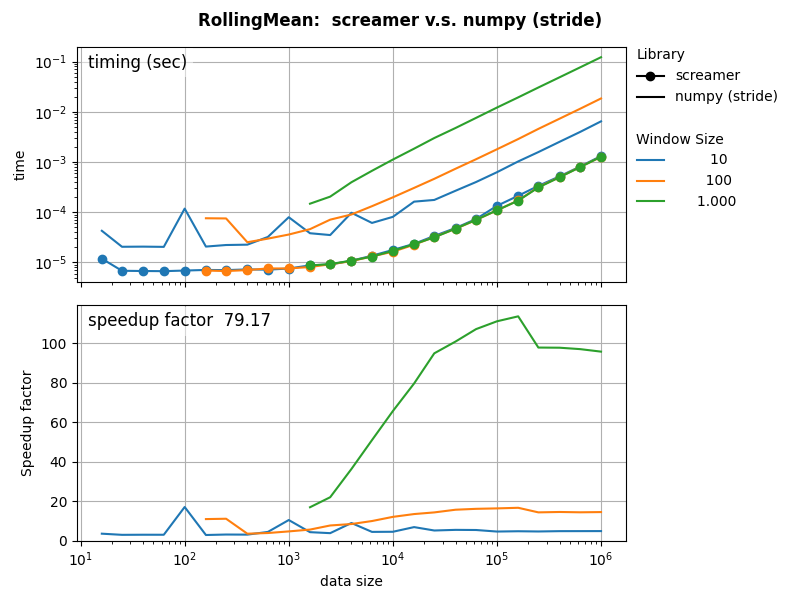 RollingMean:  screamer v.s. numpy (stride)
timing (sec)
time
10⁻¹
10⁻²
10⁻³
10⁻⁴
10⁻⁵
Library
screamer
numpy (stride)
Window Size
10
100
1.000
speedup factor  79.17
Speedup factor
100
80
60
40
20
0
10¹ 10² 10³ 10⁴ 10⁵ 10⁶
data size